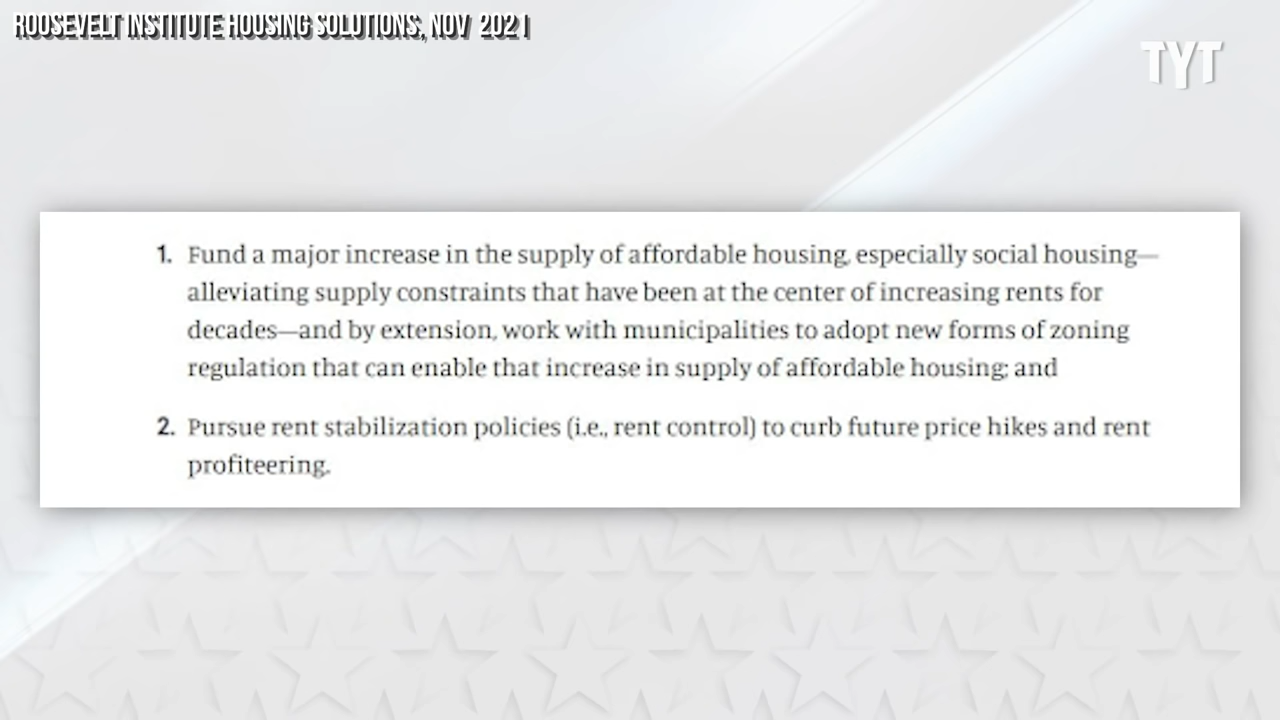 ROOSEVELT INSTITUTE HOUSING SOLUTIONS, NOV 2021
TYT
1. Fund a major increase in the supply of affordable housing, especially social housing—
alleviating supply constraints that have been at the center of increasing rents for
decades—and by extension, work with municipalities to adopt new forms of zoning
regulation that can enable that increase in supply of affordable housing; and
2. Pursue rent stabilization policies (i.e., rent control) to curb future price hikes and rent
profiteering.